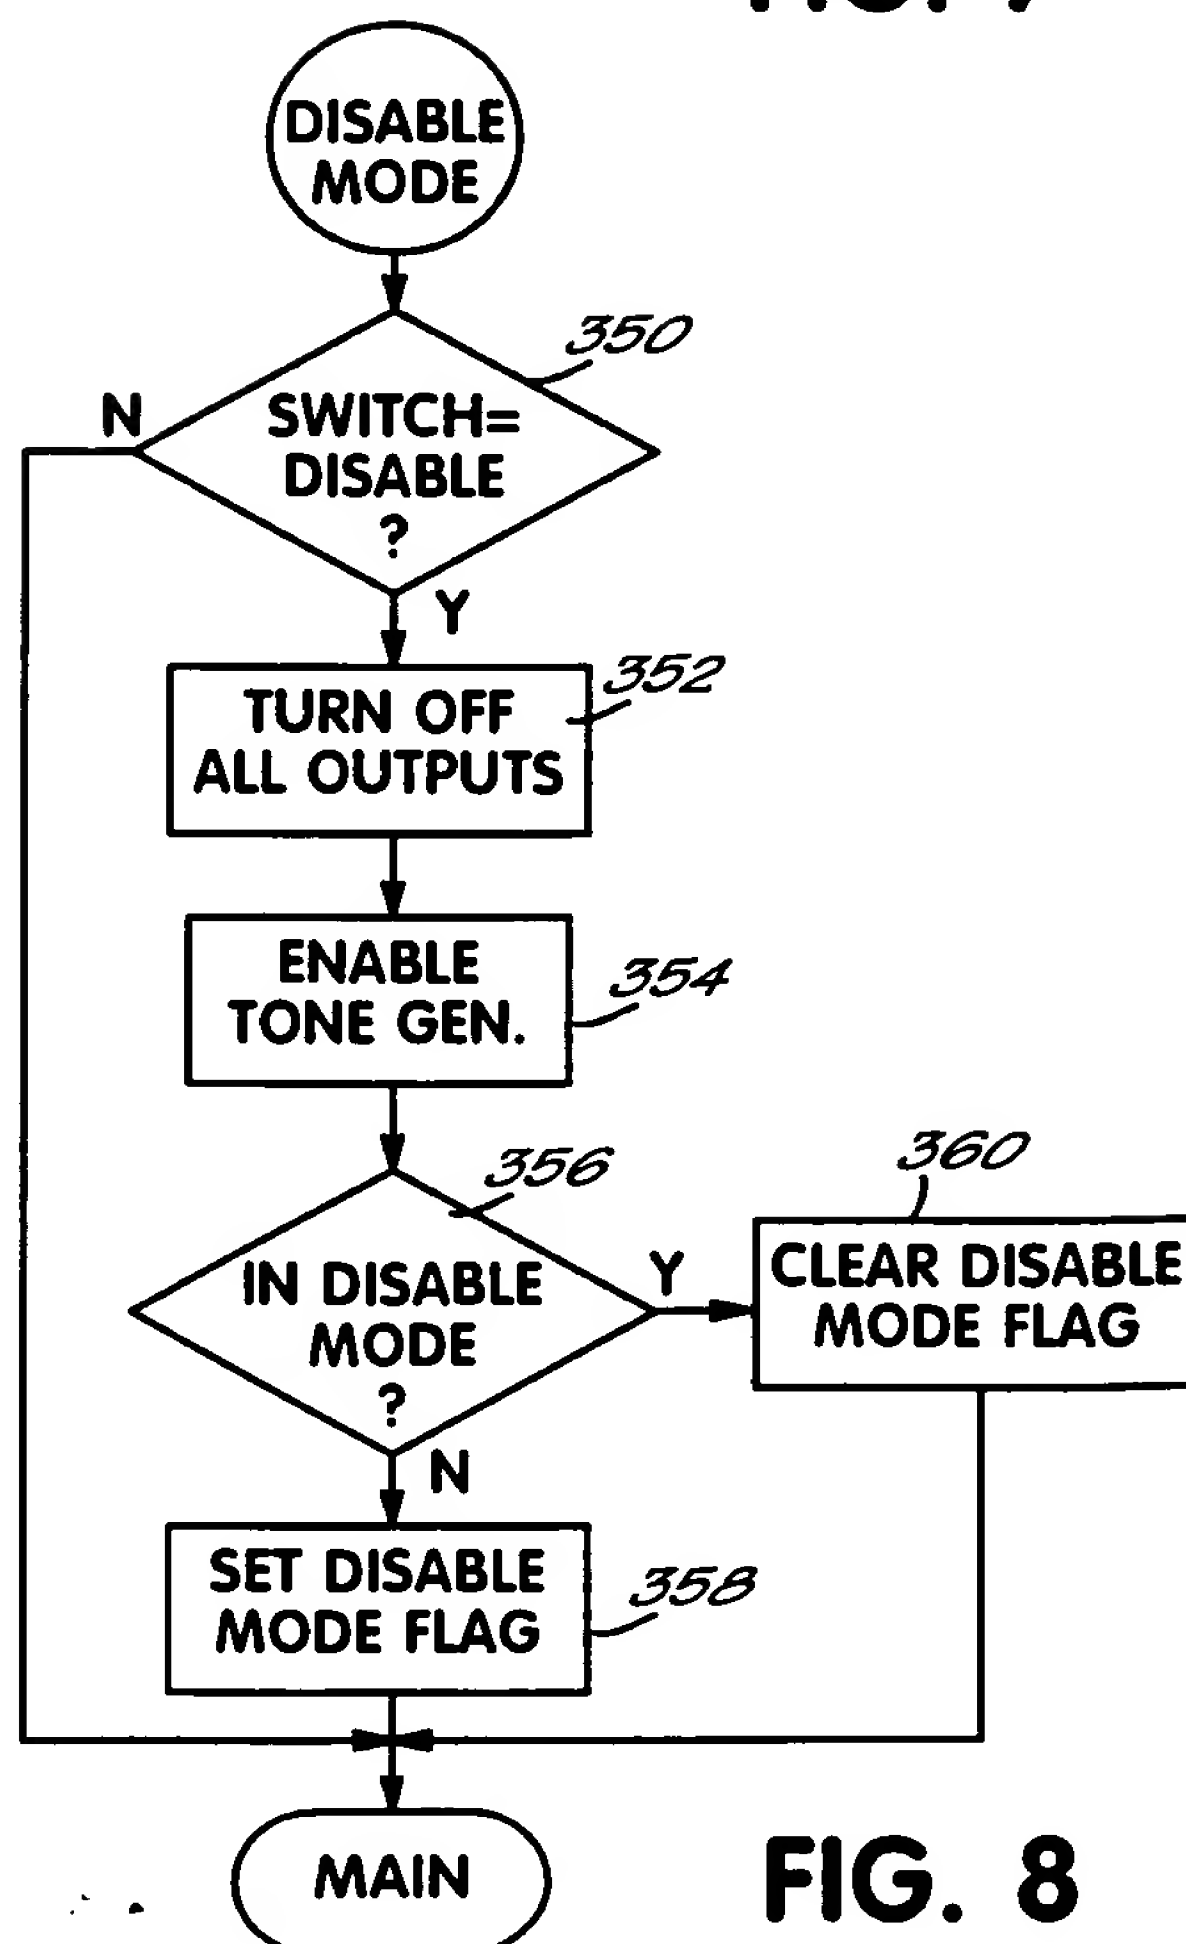 DISABLE
MODE
350
N
SWITCH=
DISABLE
?
Y
352
TURN OFF
ALL OUTPUTS
ENABLE
TONE GEN.
354
356
360
IN DISABLE
MODE
?
Y
CLEAR DISABLE
MODE FLAG
N
SET DISABLE
MODE FLAG
358
MAIN
FIG. 8